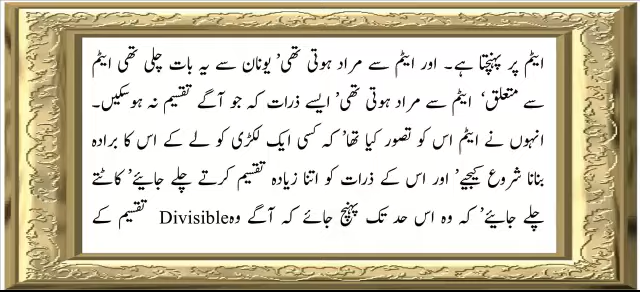 ایٹم پر پہنچتا ہے۔ اور ایٹم سے مراد ہوتی تھی’ یونان سے یہ بات چلی تھی ایٹم
سے متعلق‘ ایٹم سے مراد ہوتی تھی’ ایسے ذرات کہ جو آگے تقسیم نہ ہوسکیں۔
انہوں نے ایٹم اس کو تصور کیا تھا’ کہ کسی ایک لکڑی کو لے کے اس کا برادہ
بنانا شروع کیجیے’ اور اس کے ذرات کو اتنا زیادہ تقسیم کرتے چلے جائیے’ کاٹتے
چلے جائیے’ کہ وہ اس حد تک پہنچ جائے کہ آگے وہ Divisible تقسیم کے